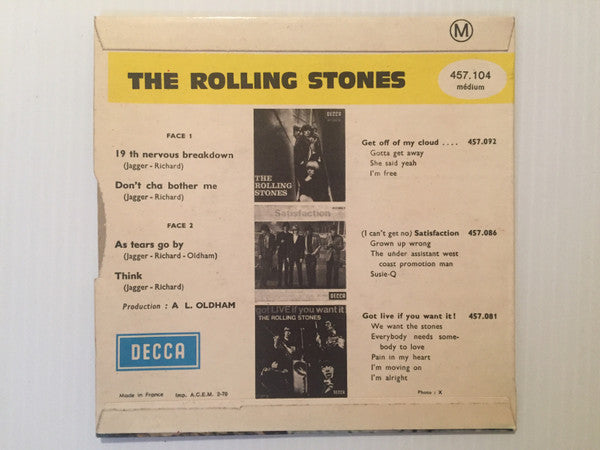 M
THE ROLLING STONES
457.104
médium
FACE 1
19 th nervous breakdown
(Jagger - Richard)
Don't cha bother me
(Jagger - Richard)
FACE 2
As tears go by
(Jagger - Richard - Oldham)
Think
(Jagger - Richard)
Production : A L. OLDHAM
DECCA
Made in France
Imp. A.C.E.M. 2-70
DECCA
THE
ROLLING
STONES
Satisfaction
got LIVE if you want it!
THE ROLLING STONES
Get off of my cloud .... 457.092
Gotta get away
She said yeah
I'm free
(I can't get no) Satisfaction 457.086
Grown up wrong
The under assistant west
coast promotion man
Susie-Q
Got live if you want it! 457.081
We want the stones
Everybody needs some-
body to love
Pain in my heart
I'm moving on
I'm alright
Photo : X